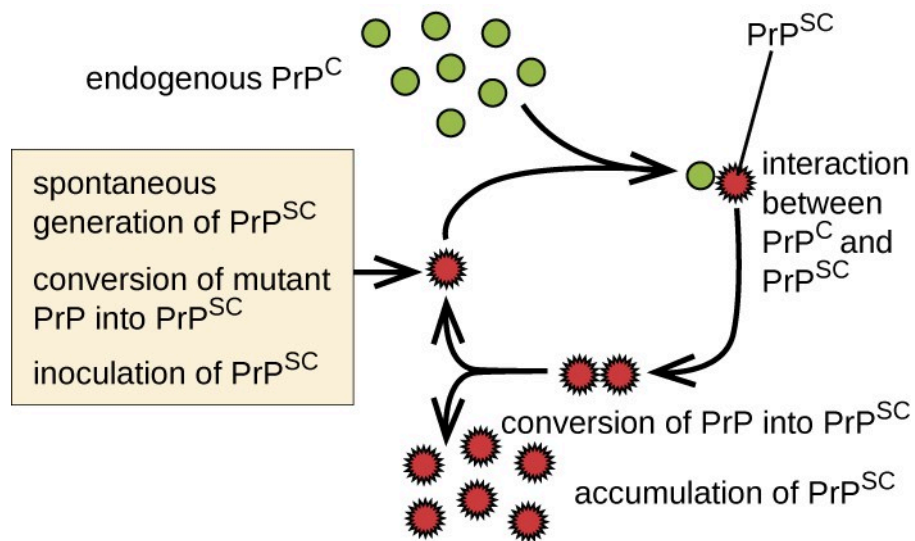 PrP^SC
endogenous PrP^C
spontaneous
generation of PrP^SC
conversion of mutant
PrP into PrP^SC
inoculation of PrP^SC
interaction
between
PrP^C and
PrP^SC
conversion of PrP into PrP^SC
accumulation of PrP^SC